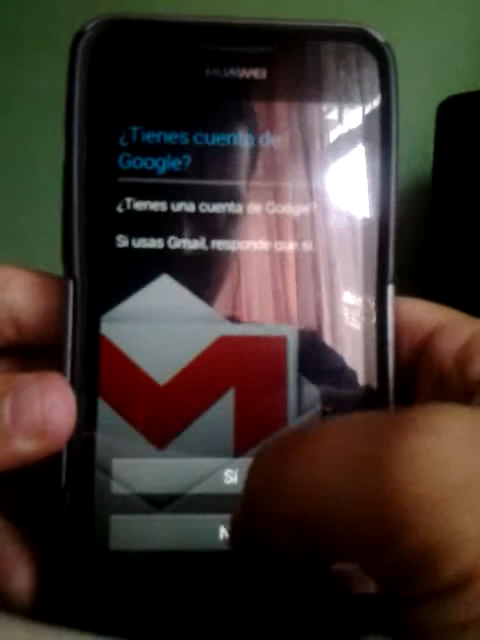 HUAWEI
¿Tienes cuenta de
Google?
¿Tienes una cuenta de Google?
Si usas Gmail, responde que sí.
Sí